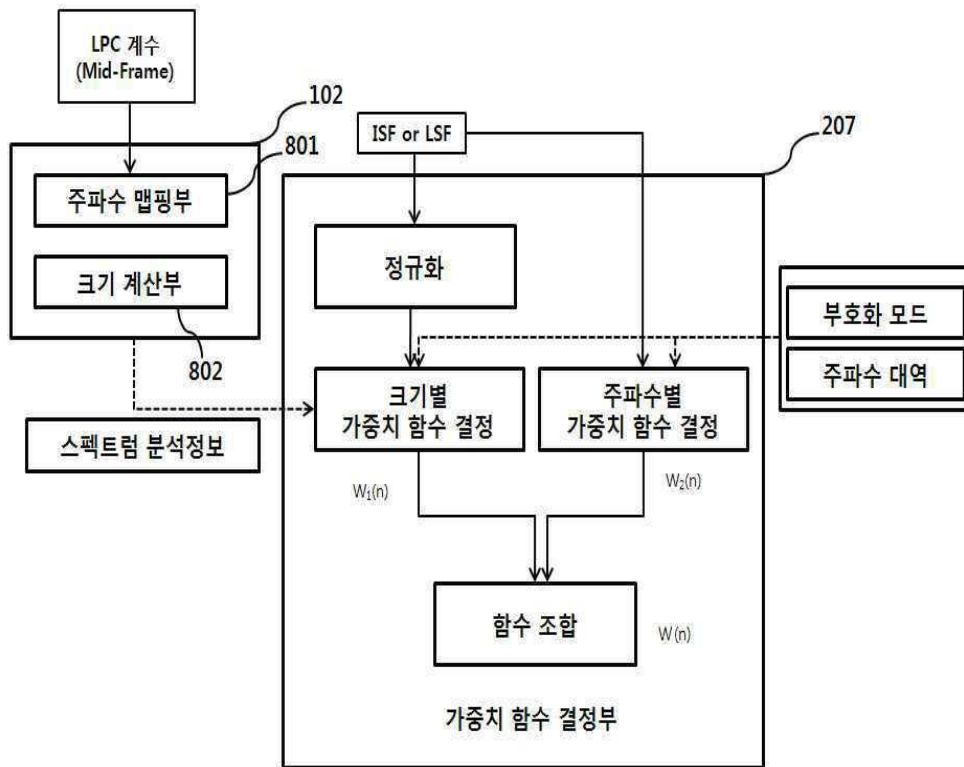 LPC 계수
(Mid-Frame)
102
801
주파수 맵핑부
크기 계산부
802
스펙트럼 분석정보
ISF or LSF
207
정규화
부호화 모드
주파수 대역
크기별
가중치 함수 결정
주파수별
가중치 함수 결정
W₁(n)
W₂(n)
함수 조합
W(n)
가중치 함수 결정부